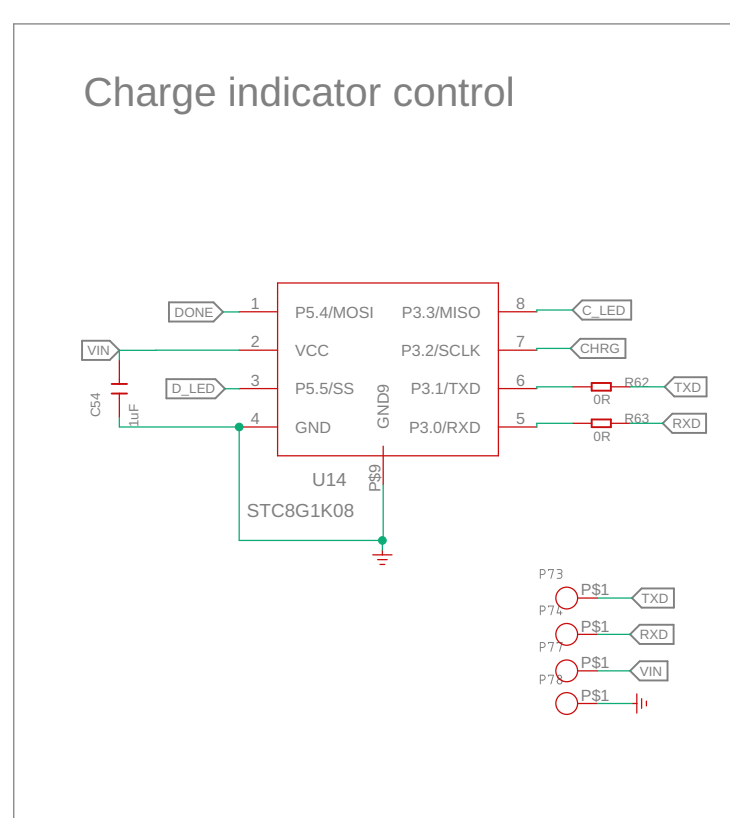 Charge indicator control
DONE 1 P5.4/MOSI P3.3/MISO 8 C_LED
VIN 2 VCC P3.2/SCLK 7 CHRG
D_LED 3 P5.5/SS P3.1/TXD 6 R62 0R TXD
C54 1uF 4 GND GND9 P3.0/RXD 5 R63 0R RXD
U14 P$9
STC8G1K08
P73 P$1 TXD
P74 P$1 RXD
P77 P$1 VIN
P78 P$1